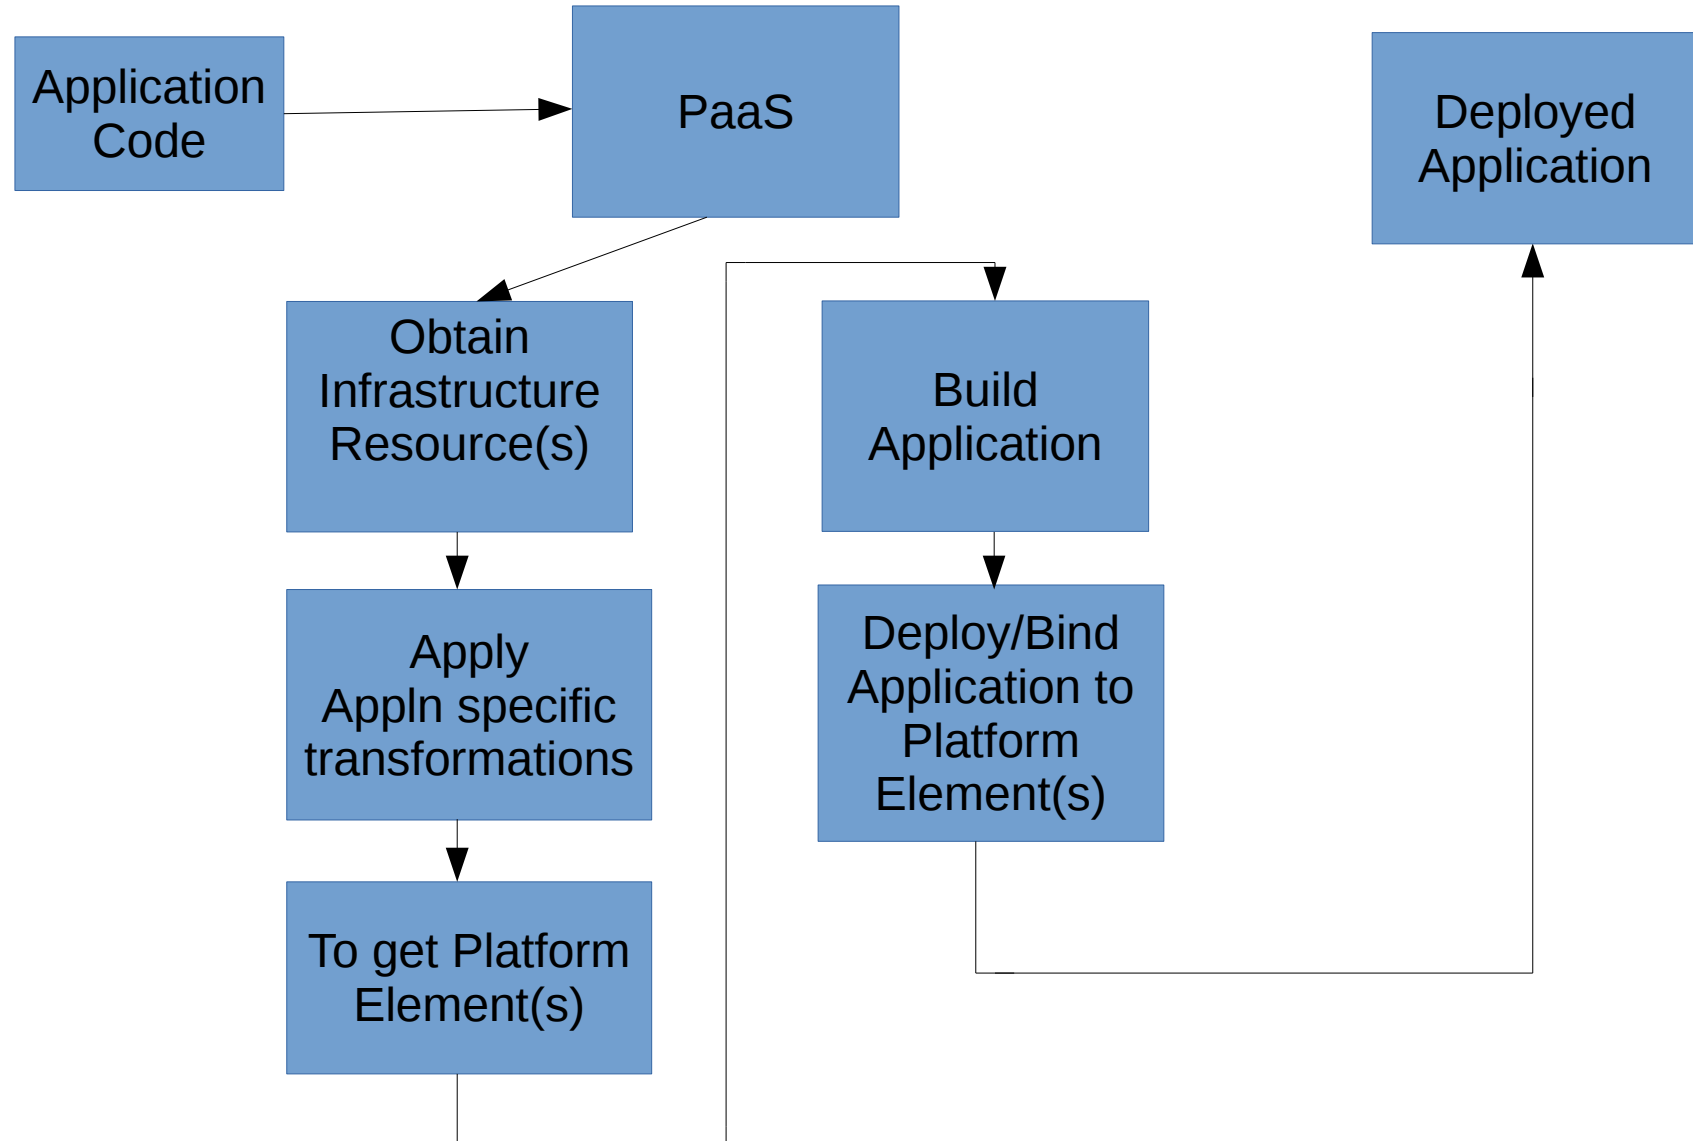 Application
Code
PaaS
Deployed
Application
Obtain
Infrastructure
Resource(s)
Apply
Appln specific
transformations
To get Platform
Element(s)
Build
Application
Deploy/Bind
Application to
Platform
Element(s)